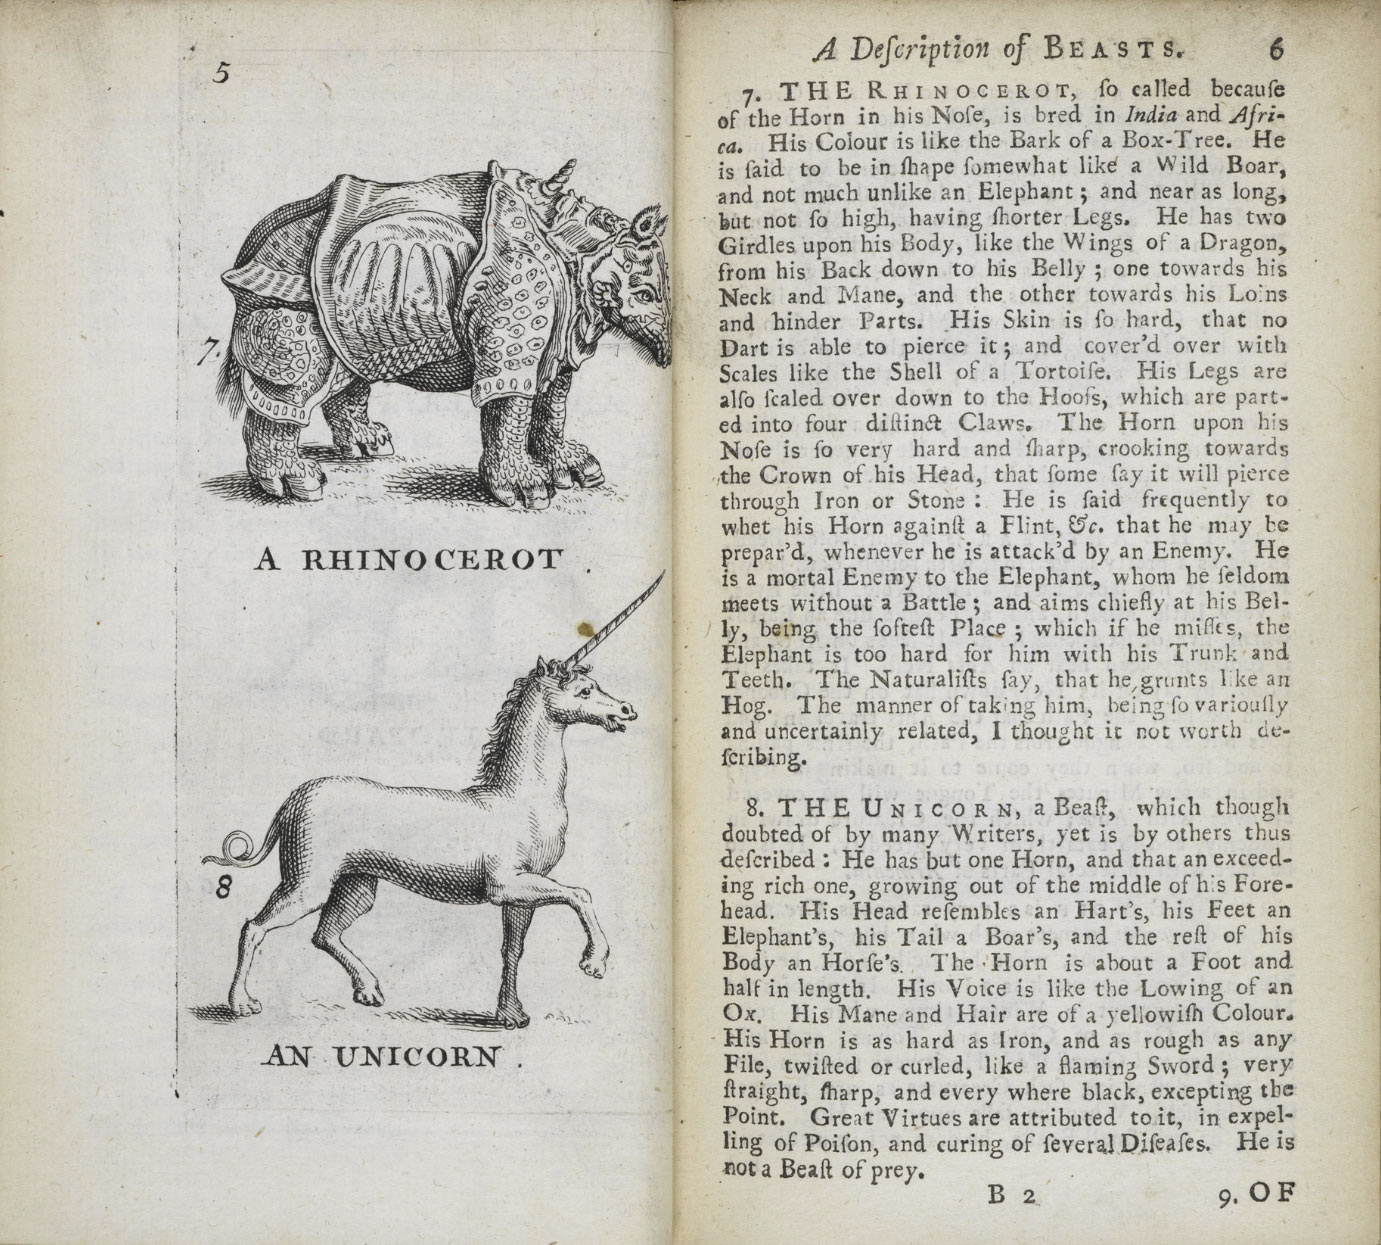 5
7.
A RHINOCEROT.
8
AN UNICORN.
A Deſcription of BEASTS. 6
7. THE RHINOCEROT, ſo called becauſe
of the Horn in his Noſe, is bred in India and Afri-
ca. His Colour is like the Bark of a Box-Tree. He
is ſaid to be in ſhape ſomewhat like a Wild Boar,
and not much unlike an Elephant; and near as long,
but not ſo high, having ſhorter Legs. He has two
Girdles upon his Body, like the Wings of a Dragon,
from his Back down to his Belly; one towards his
Neck and Mane, and the other towards his Loins
and hinder Parts. His Skin is ſo hard, that no
Dart is able to pierce it; and cover'd over with
Scales like the Shell of a Tortoiſe. His Legs are
alſo ſcaled over down to the Hoofs, which are part-
ed into four diſtinct Claws. The Horn upon his
Noſe is ſo very hard and ſharp, crooking towards
the Crown of his Head, that ſome ſay it will pierce
through Iron or Stone: He is ſaid frequently to
whet his Horn againſt a Flint, &c. that he may be
prepar'd, whenever he is attack'd by an Enemy. He
is a mortal Enemy to the Elephant, whom he ſeldom
meets without a Battle; and aims chiefly at his Bel-
ly, being the ſofteſt Place; which if he miſſes, the
Elephant is too hard for him with his Trunk and
Teeth. The Naturaliſts ſay, that he grunts like an
Hog. The manner of taking him, being ſo variouſly
and uncertainly related, I thought it not worth de-
ſcribing.
8. THE UNICORN, a Beaſt, which though
doubted of by many Writers, yet is by others thus
deſcribed: He has but one Horn, and that an exceed-
ing rich one, growing out of the middle of his Fore-
head. His Head reſembles an Hart's, his Feet an
Elephant's, his Tail a Boar's, and the reſt of his
Body an Horſe's. The Horn is about a Foot and
half in length. His Voice is like the Lowing of an
Ox. His Mane and Hair are of a yellowiſh Colour.
His Horn is as hard as Iron, and as rough as any
File, twiſted or curled, like a flaming Sword; very
ſtraight, ſharp, and every where black, excepting the
Point. Great Virtues are attributed to it, in expel-
ling of Poiſon, and curing of ſeveral Diſeaſes. He is
not a Beaſt of prey.
B 2 9. OF